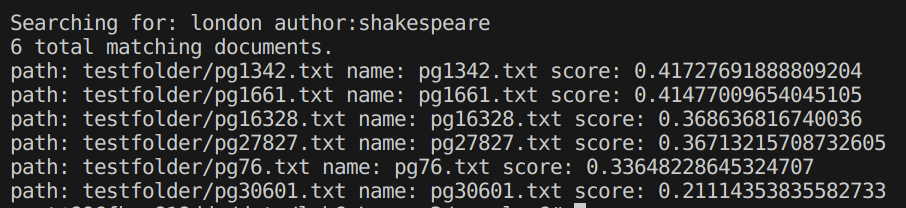 Searching for: london author:shakespeare
6 total matching documents.
path: testfolder/pg1342.txt name: pg1342.txt score: 0.41727691888809204
path: testfolder/pg1661.txt name: pg1661.txt score: 0.41477009654045105
path: testfolder/pg16328.txt name: pg16328.txt score: 0.368636816740036
path: testfolder/pg27827.txt name: pg27827.txt score: 0.36713215708732605
path: testfolder/pg76.txt name: pg76.txt score: 0.33648228645324707
path: testfolder/pg30601.txt name: pg30601.txt score: 0.21114353835582733